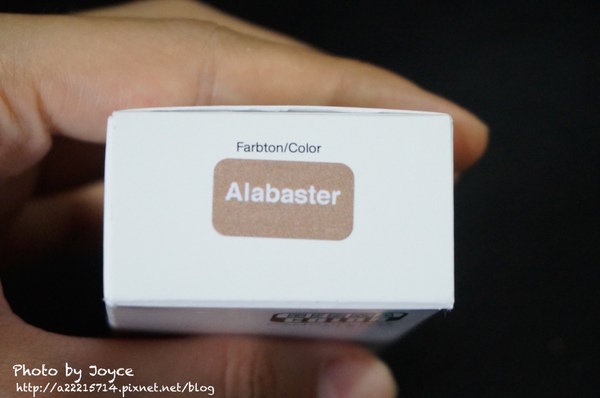 Farbton/Color
Alabaster
Photo by Joyce
http://a22215714.pixnet.net/blog